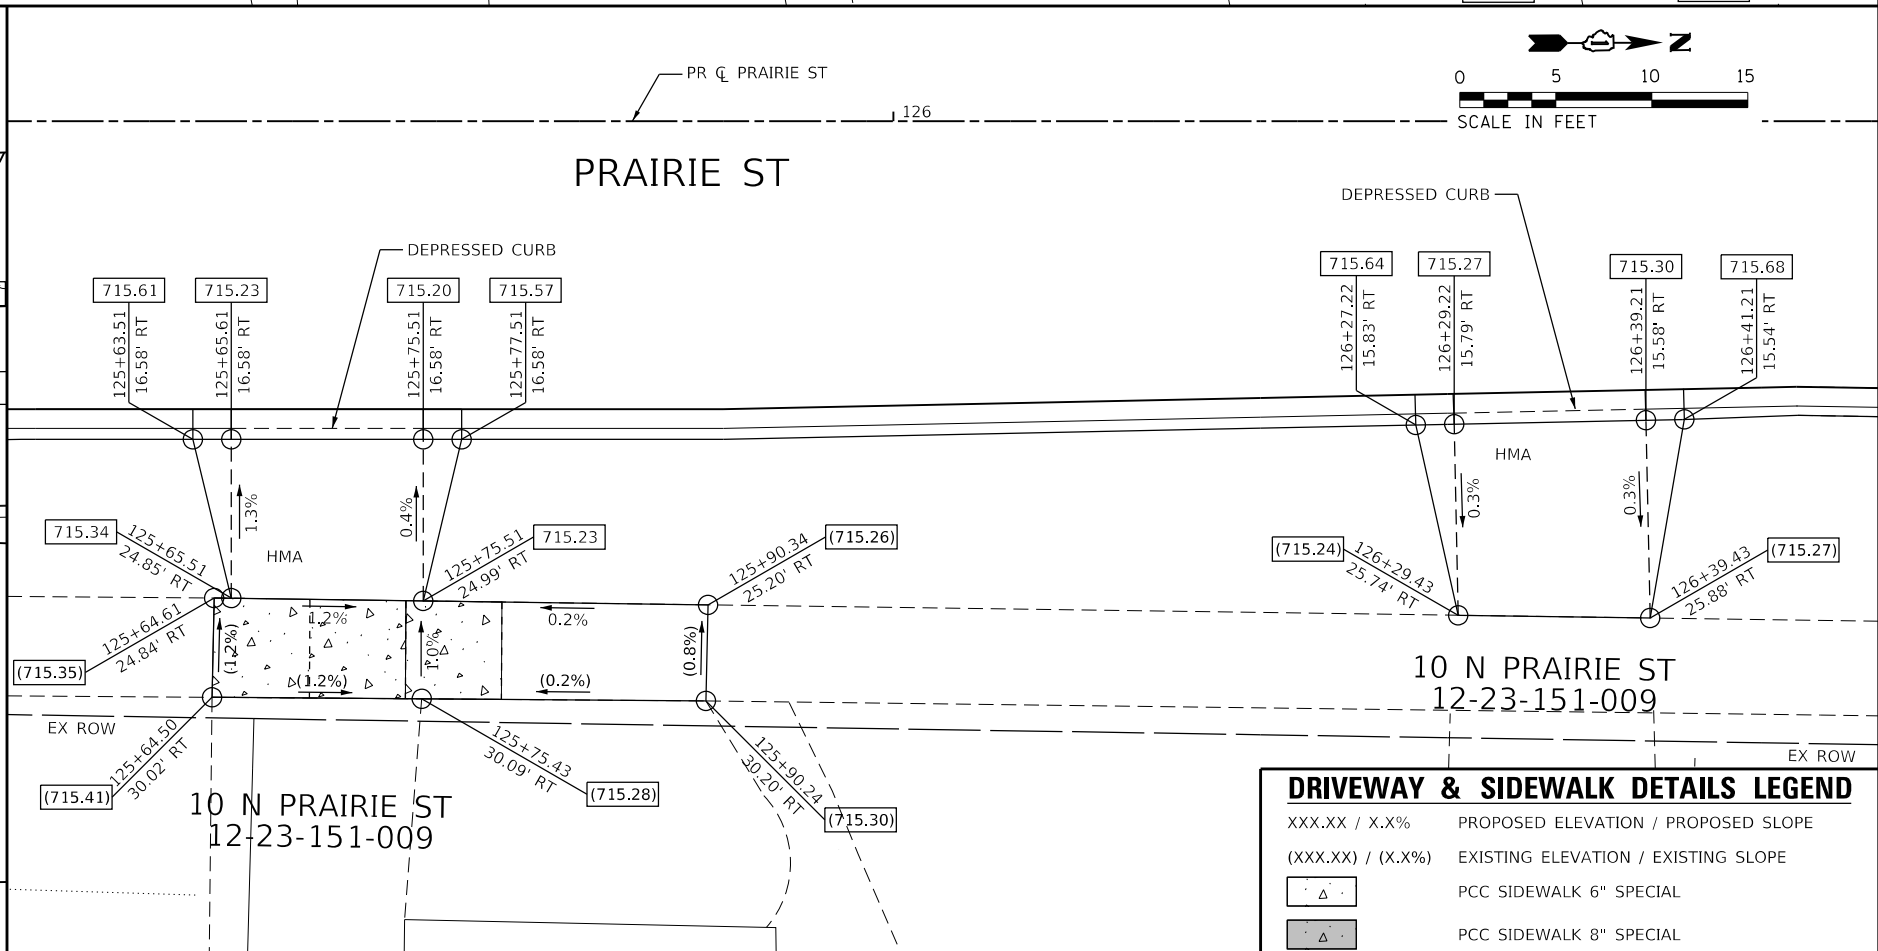 PR ℄ PRAIRIE ST
126
N
0 5 10 15
SCALE IN FEET
PRAIRIE ST
DEPRESSED CURB
DEPRESSED CURB
715.61
125+63.51
16.58' RT
715.23
125+65.61
16.58' RT
715.20
125+75.51
16.58' RT
715.57
125+77.51
16.58' RT
715.64
126+27.22
15.83' RT
715.27
126+29.22
15.79' RT
715.30
126+39.21
15.58' RT
715.68
126+41.21
15.54' RT
HMA
1.3%
0.4%
0.3%
0.3%
715.34
125+65.51
24.85' RT
HMA
125+75.51
24.99' RT
715.23
125+90.34
25.20' RT
(715.26)
(715.24)
126+29.43
25.74' RT
126+39.43
25.88' RT
(715.27)
125+64.61
24.84' RT
(715.35)
(1.2%)
1.2%
1.0%
0.2%
(0.8%)
(1.2%)
(0.2%)
10 N PRAIRIE ST
12-23-151-009
EX ROW
EX ROW
125+64.50
30.02' RT
(715.41)
125+75.43
30.09' RT
(715.28)
125+90.24
30.20' RT
(715.30)
10 N PRAIRIE ST
12-23-151-009
DRIVEWAY & SIDEWALK DETAILS LEGEND
XXX.XX / X.X% PROPOSED ELEVATION / PROPOSED SLOPE
(XXX.XX) / (X.X%) EXISTING ELEVATION / EXISTING SLOPE
PCC SIDEWALK 6" SPECIAL
PCC SIDEWALK 8" SPECIAL